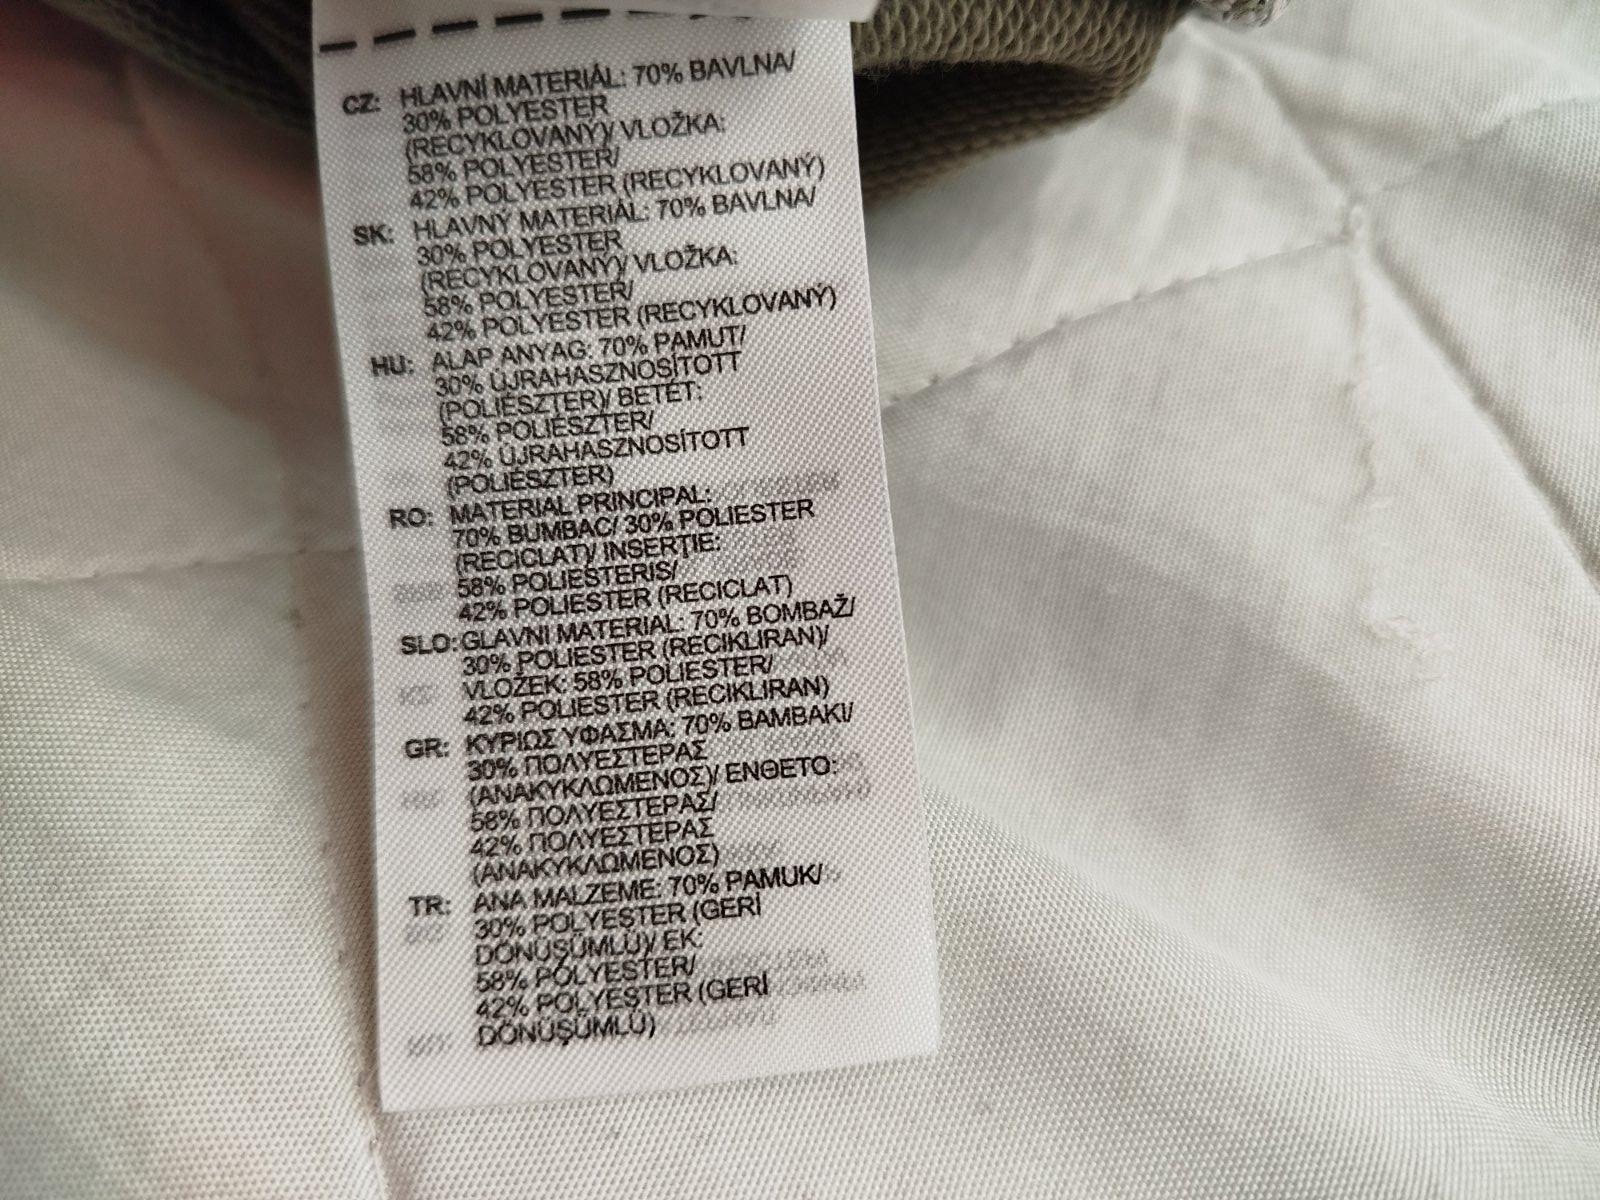 CZ: HLAVNÍ MATERIÁL: 70% BAVLNA/
30% POLYESTER
(RECYKLOVANÝ)/ VLOŽKA:
58% POLYESTER/
42% POLYESTER (RECYKLOVANÝ)
SK: HLAVNÝ MATERIÁL: 70% BAVLNA/
30% POLYESTER
(RECYKLOVANÝ)/ VLOŽKA:
58% POLYESTER/
42% POLYESTER (RECYKLOVANÝ)
HU: ALAP ANYAG: 70% PAMUT/
30% ÚJRAHASZNOSÍTOTT
(POLIÉSZTER)/ BETÉT:
58% POLIÉSZTER/
42% ÚJRAHASZNOSÍTOTT
(POLIÉSZTER)
RO: MATERIAL PRINCIPAL:
70% BUMBAC/ 30% POLIESTER
(RECICLAT)/ INSERŢIE:
58% POLIESTERIS/
42% POLIESTER (RECICLAT)
SLO: GLAVNI MATERIAL: 70% BOMBAŽ/
30% POLIESTER (RECIKLIRAN)/
VLOŽEK: 58% POLIESTER/
42% POLIESTER (RECIKLIRAN)
GR: ΚΥΡΙΩΣ ΥΦΑΣΜΑ: 70% ΒΑΜΒΑΚΙ/
30% ΠΟΛΥΕΣΤΕΡΑΣ
(ΑΝΑΚΥΚΛΩΜΕΝΟΣ)/ ΕΝΘΕΤΟ:
58% ΠΟΛΥΕΣΤΕΡΑΣ/
42% ΠΟΛΥΕΣΤΕΡΑΣ
(ΑΝΑΚΥΚΛΩΜΕΝΟΣ)
TR: ANA MALZEME: 70% PAMUK/
30% POLYESTER (GERİ
DÖNÜŞÜMLÜ)/ EK:
58% POLYESTER/
42% POLYESTER (GERİ
DÖNÜŞÜMLÜ)